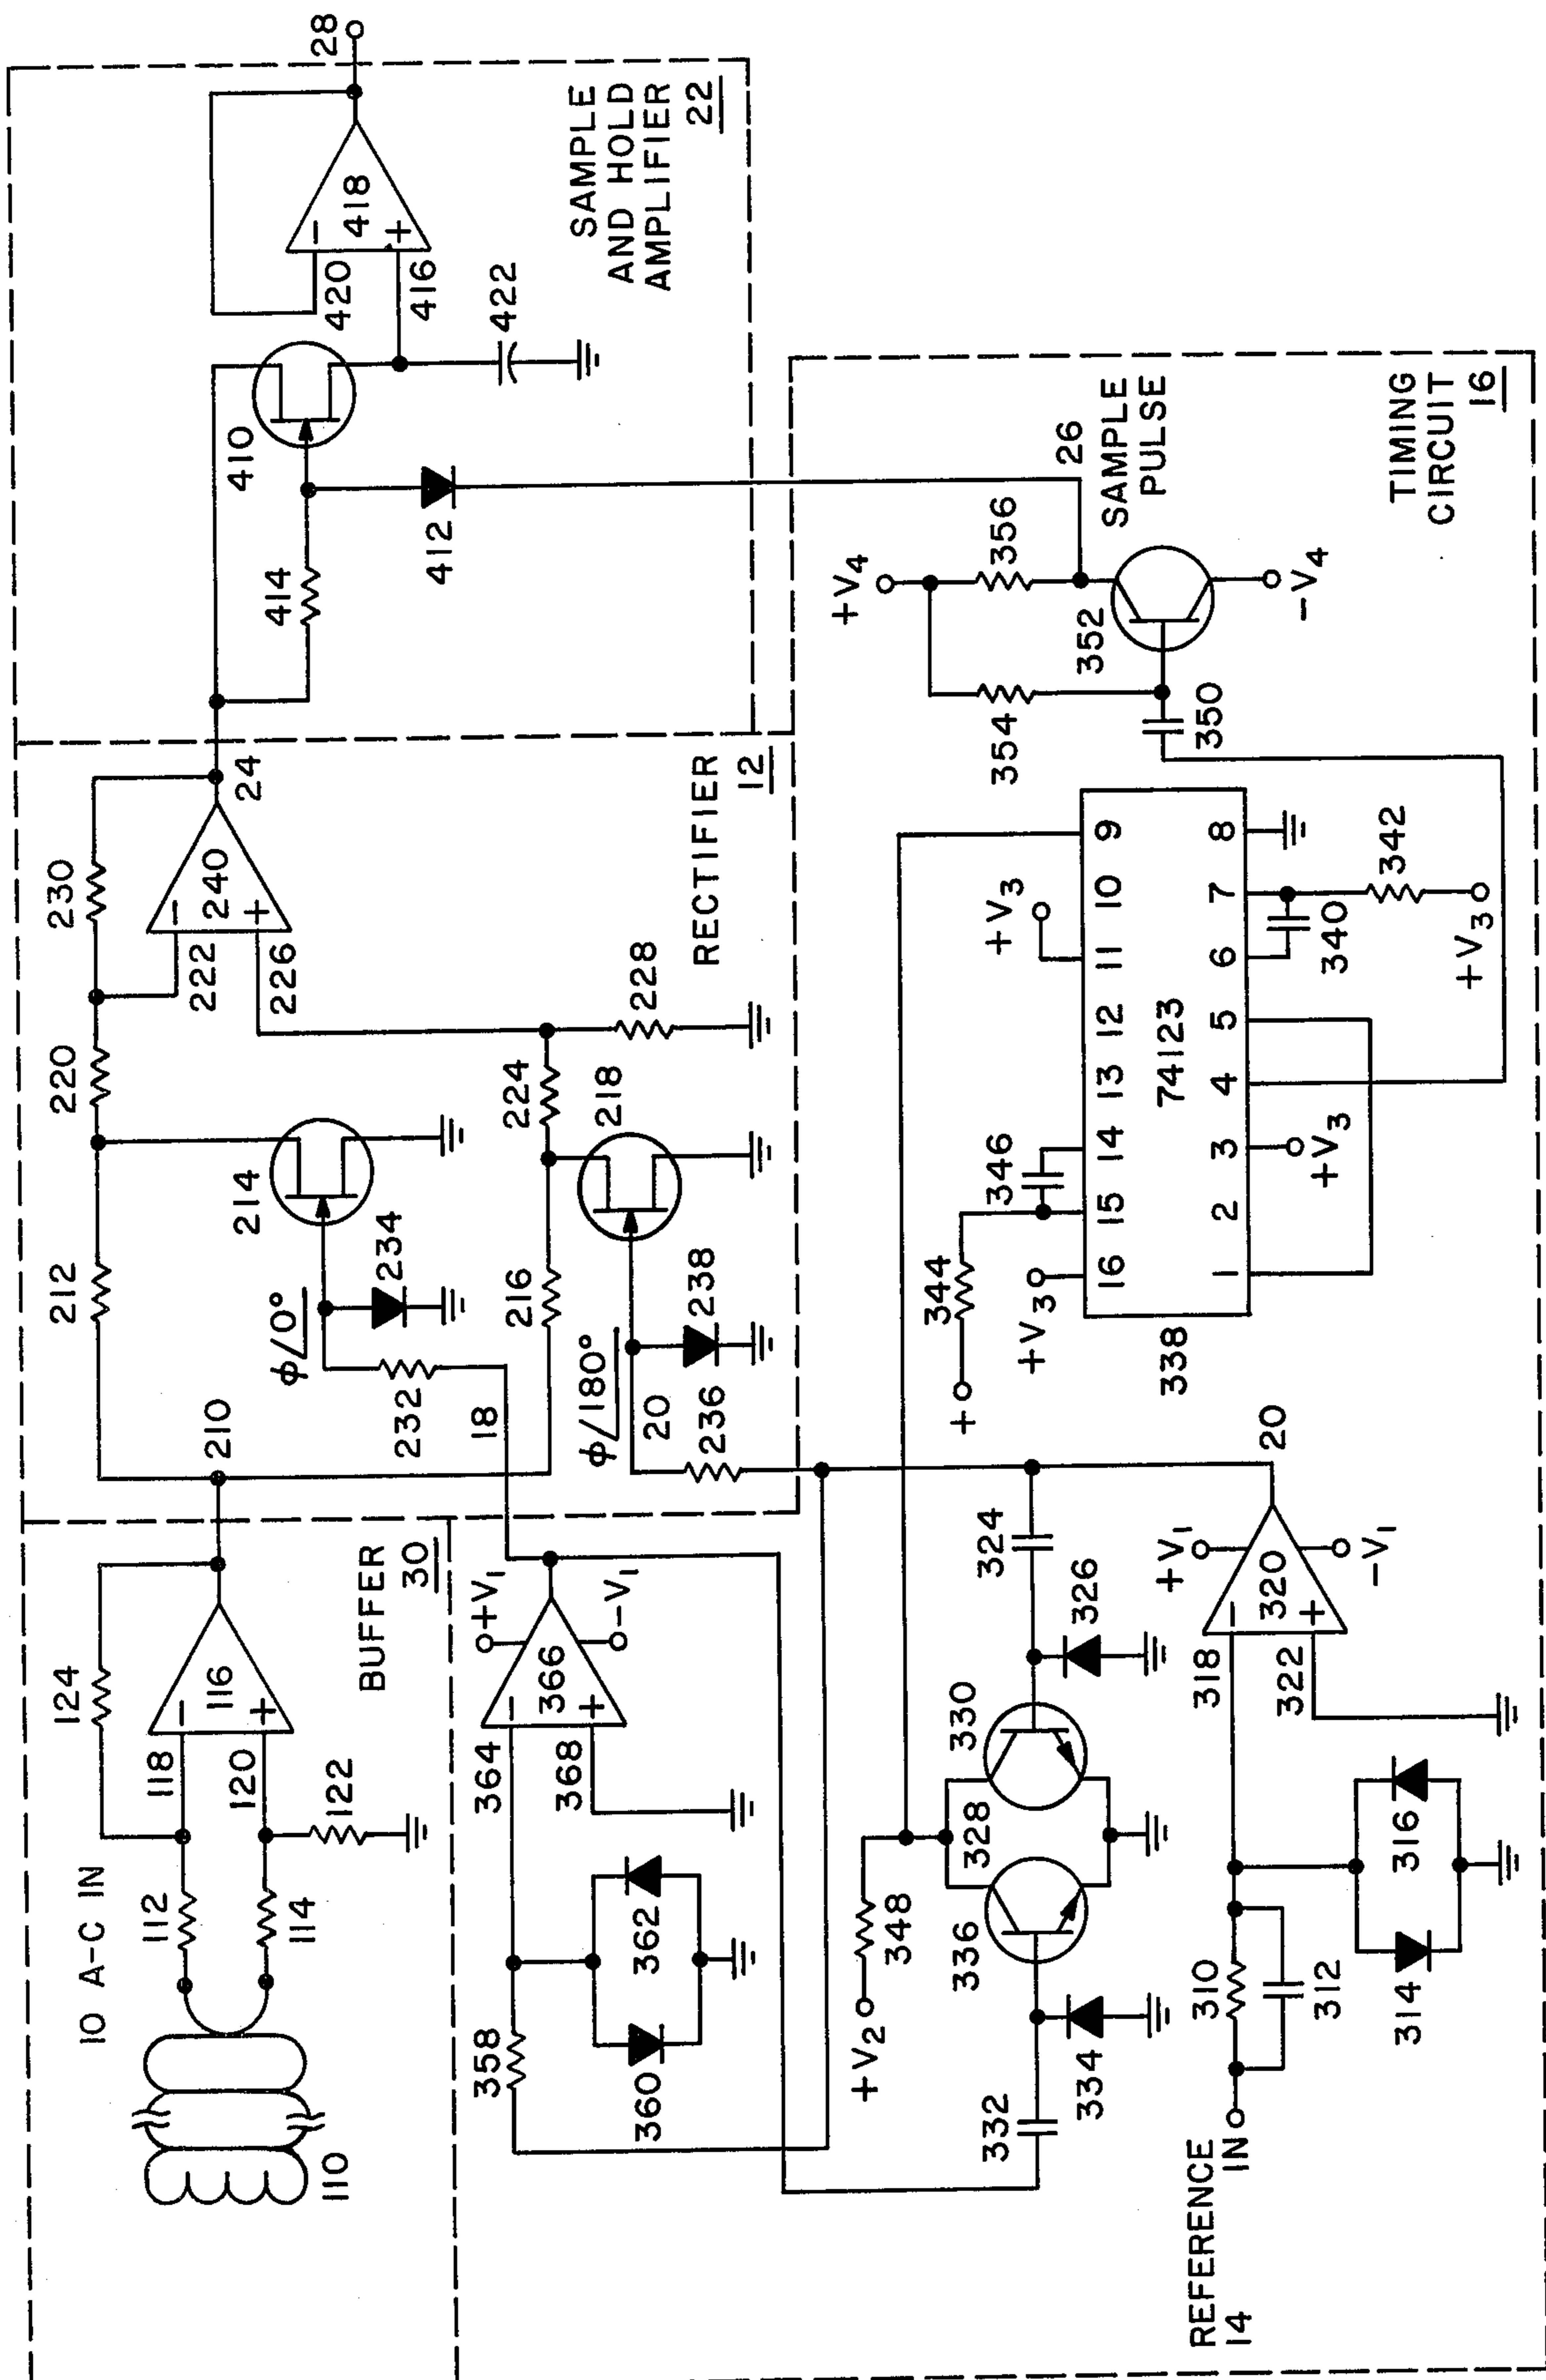 10 A-C IN
110
112
114
118
120
116
124
122
BUFFER
30
210
212
214
φ/0°
234
232
18
216
218
φ/180°
20
238
236
220
222
226
240
224
228
230
24
RECTIFIER
12
410
414
412
420
416
418
422
28
SAMPLE
AND HOLD
AMPLIFIER
22
358
360
362
364
368
366
+V1
-V1
+V2
348
336
328
330
332
334
324
326
REFERENCE
IN
14
310
312
314
316
318
322
320
+V1
-V1
20
338
74123
16 15 14 13 12 11 10 9
1 2 3 4 5 6 7 8
+V3
344
+
346
+V3
+V3
340
342
+V3
350
354
352
356
+V4
-V4
26
SAMPLE
PULSE
TIMING
CIRCUIT
16